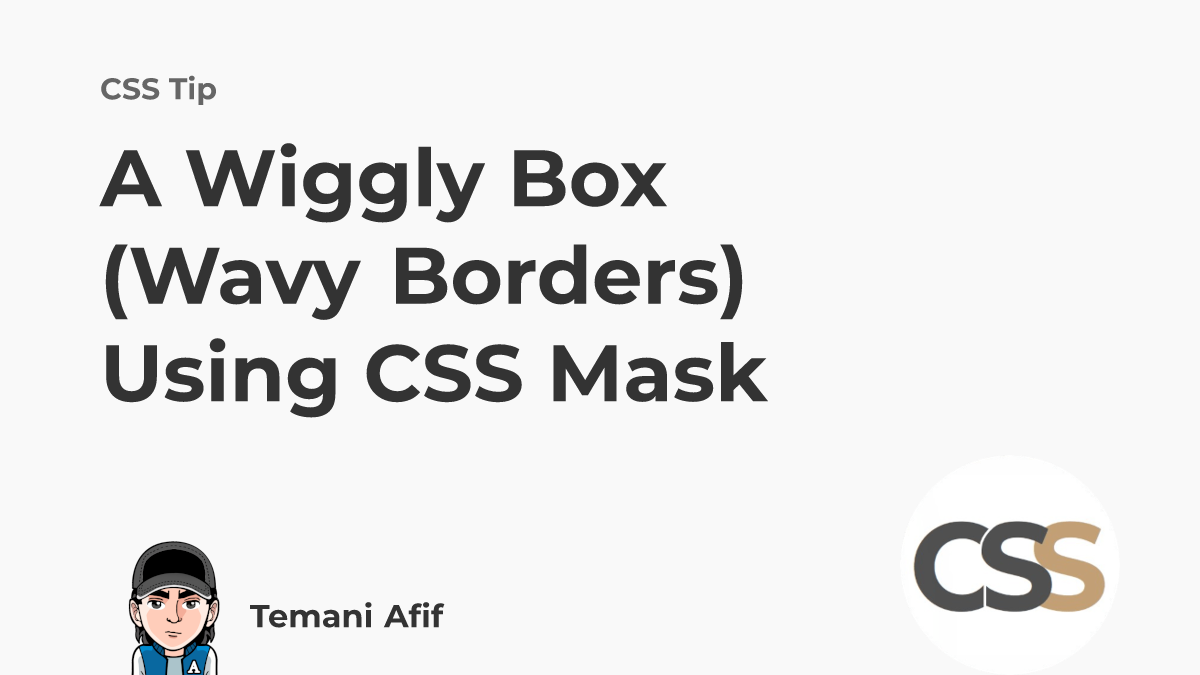 CSS Tip
A Wiggly Box
(Wavy Borders)
Using CSS Mask
Temani Afif
A
CSS